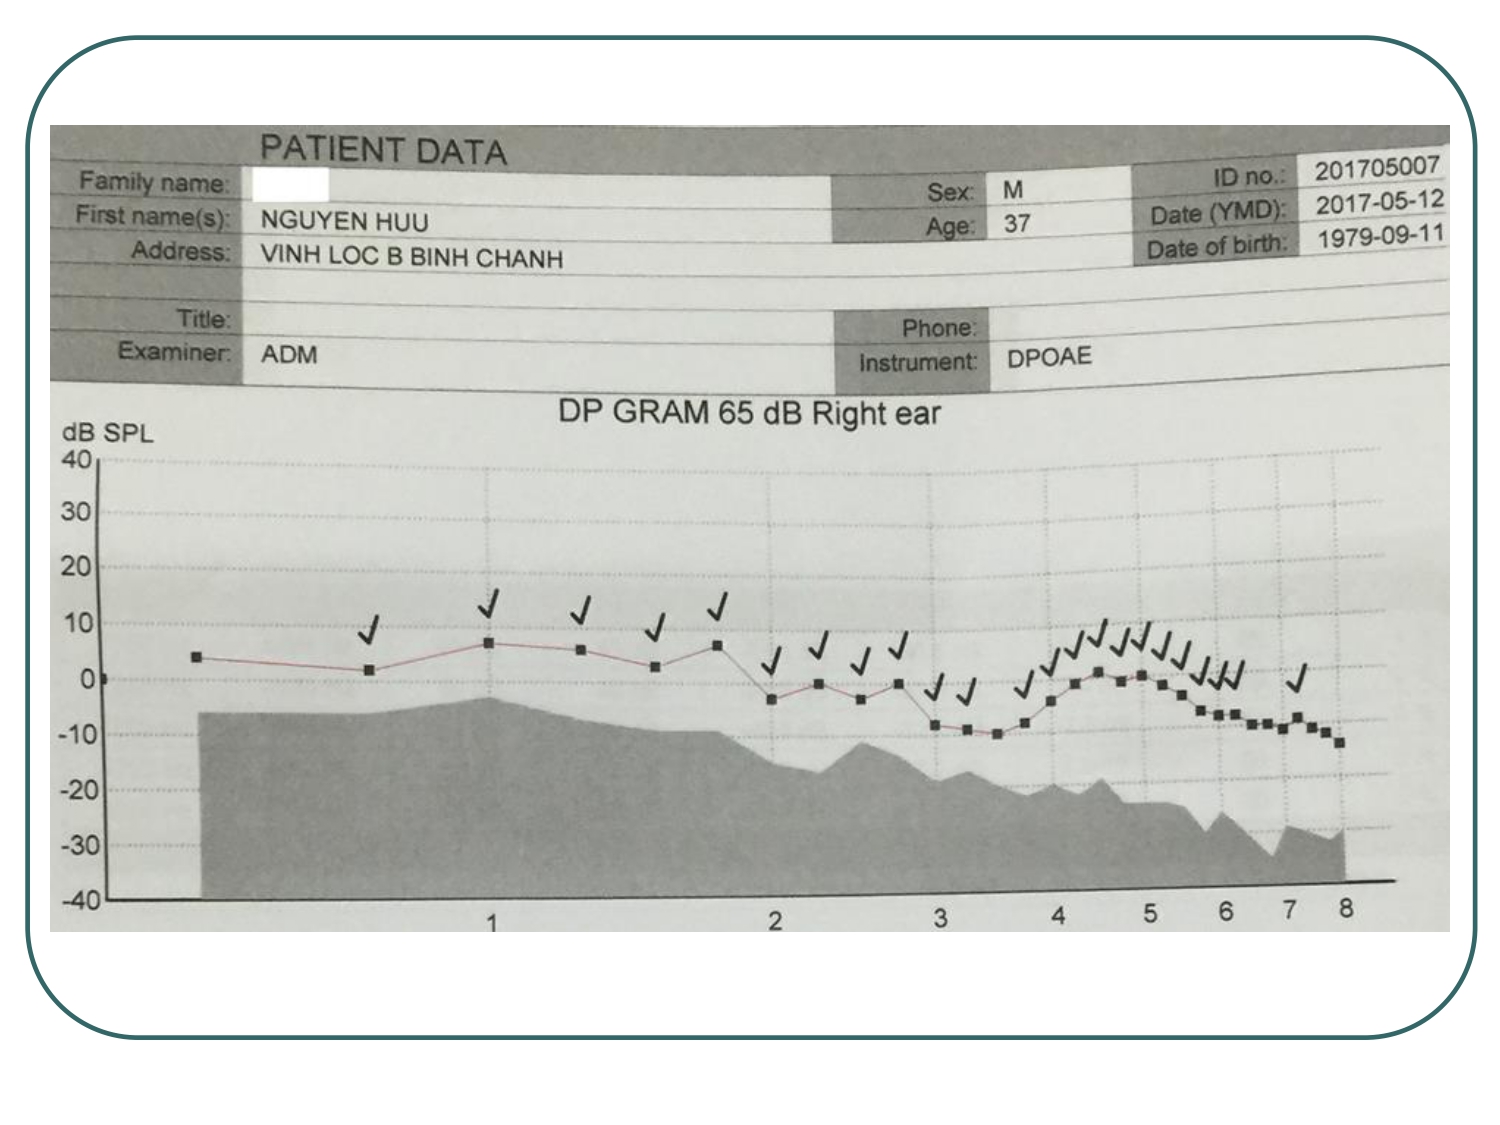 PATIENT DATA
Family name:
First name(s): NGUYEN HUU
Address: VINH LOC B BINH CHANH
Sex: M
Age: 37
ID no.: 201705007
Date (YMD): 2017-05-12
Date of birth: 1979-09-11
Title:
Examiner: ADM
Phone:
Instrument: DPOAE
DP GRAM 65 dB Right ear
dB SPL
40
30
20
10
0
-10
-20
-30
-40
1 2 3 4 5 6 7 8